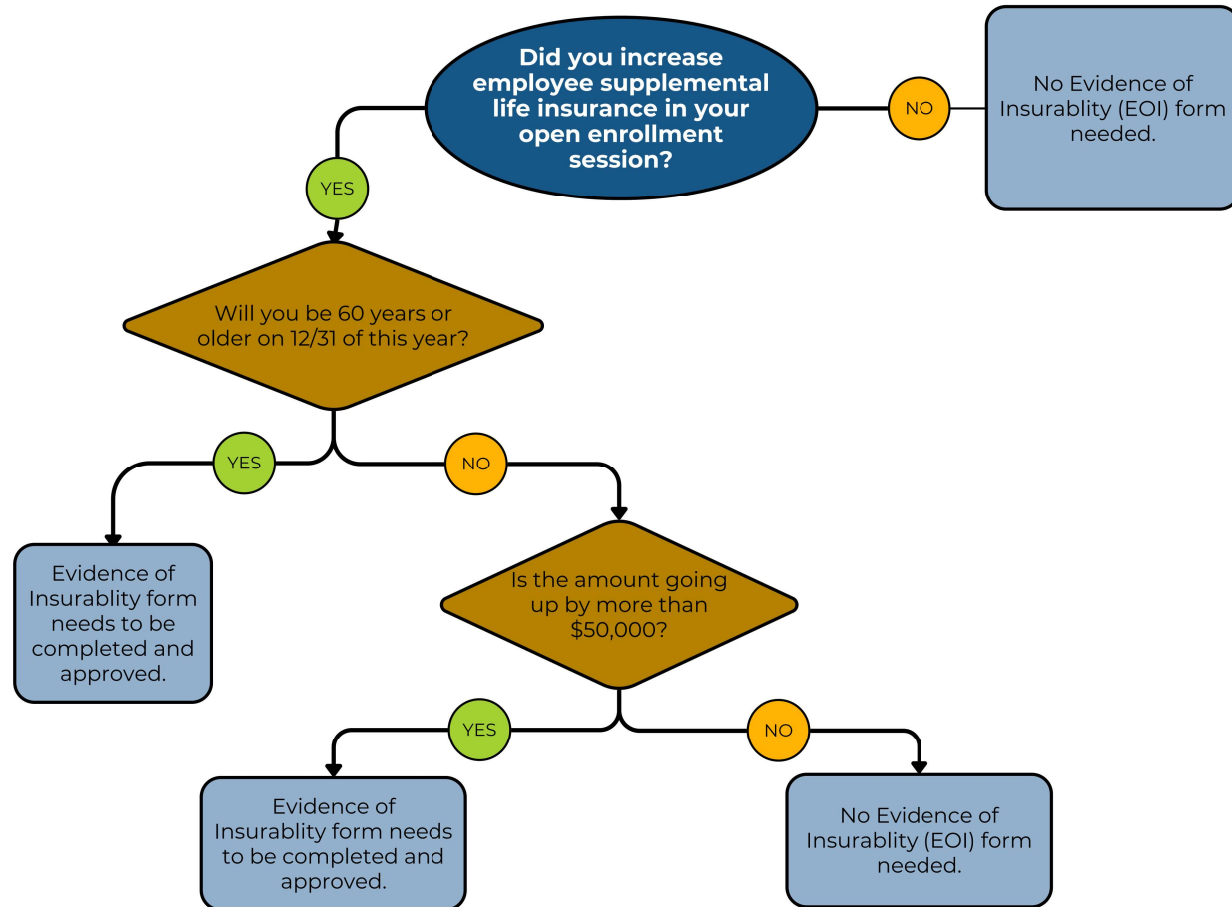 Did you increase
employee supplemental
life insurance in your
open enrollment
session?
NO
No Evidence of
Insurablity (EOI) form
needed.
YES
Will you be 60 years or
older on 12/31 of this year?
YES
NO
Evidence of
Insurablity form
needs to be
completed and
approved.
Is the amount going
up by more than
$50,000?
YES
NO
Evidence of
Insurablity form needs
to be completed and
approved.
No Evidence of
Insurablity (EOI) form
needed.